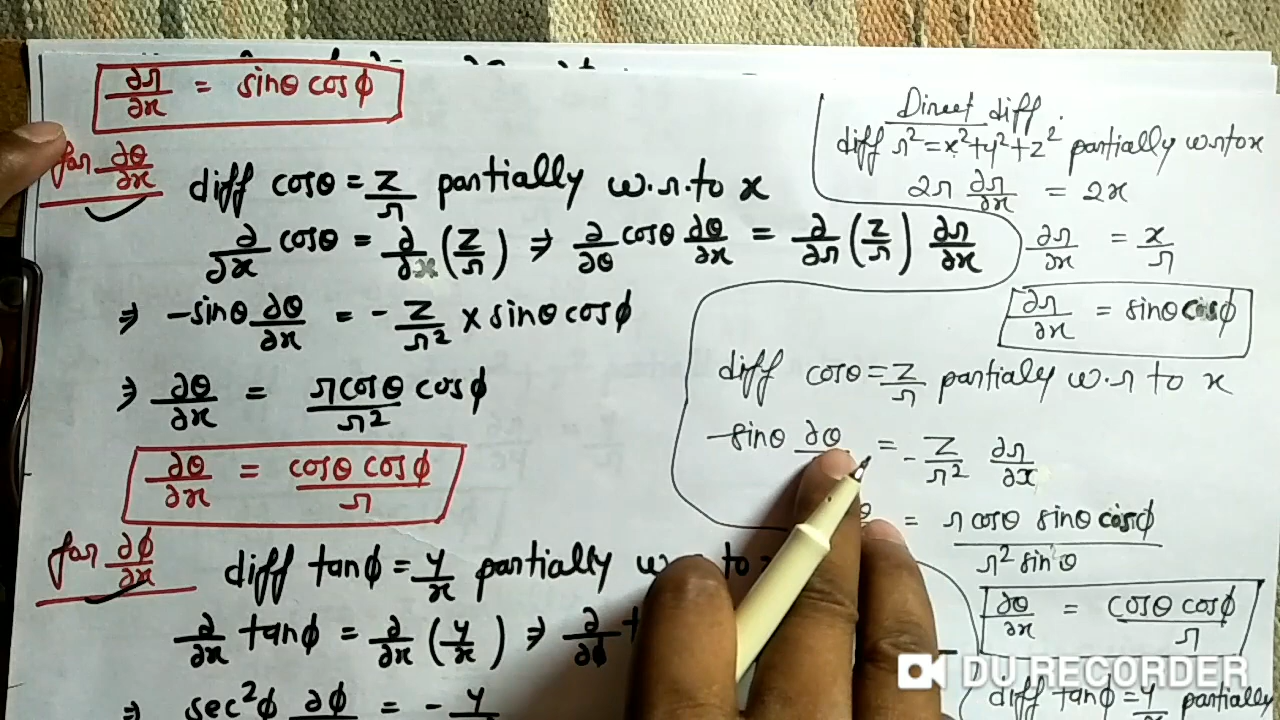 ∂r/∂x = sinθ cosϕ
for ∂θ/∂x
diff cosθ = z/r partially w.r.to x
∂/∂x cosθ = ∂/∂x (z/r) ⇒ ∂/∂θ cosθ ∂θ/∂x = ∂/∂r (z/r) ∂r/∂x
⇒ -sinθ ∂θ/∂x = - z/r² × sinθ cosϕ
⇒ ∂θ/∂x = r cosθ/r² cosϕ
∂θ/∂x = cosθ cosϕ/r
for ∂ϕ/∂x
diff tanϕ = y/x partially
∂/∂x tanϕ = ∂/∂x (y/x) ⇒ ∂/∂ϕ
⇒ sec²ϕ ∂ϕ = - y
Direct diff.
diff r² = x²+y²+z² partially wrto x
2r ∂r/∂x = 2x
∂r/∂x = x/r
∂r/∂x = sinθ cosϕ
diff cosθ = z/r partialy w.r to x
-sinθ ∂θ = - z/r² ∂r/∂x
= r cosθ sinθ cosϕ/r² sinθ
∂θ/∂x = cosθ cosϕ/r
diff tanϕ = y/x partially
DU RECORDER